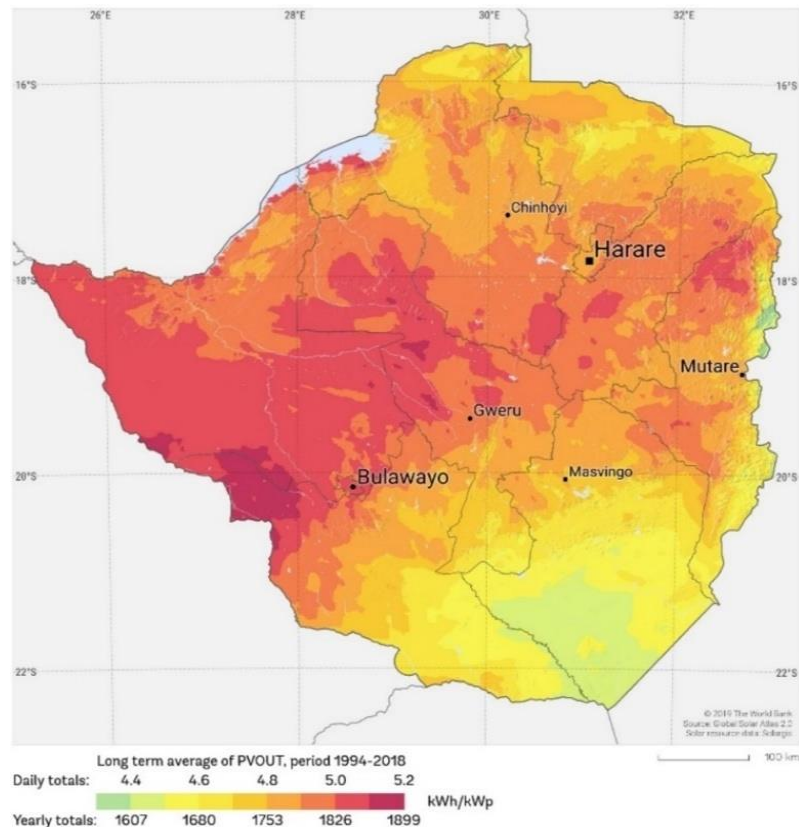 26°E 28°E 30°E 32°E
16°S 16°S
Chinhoyi
Harare
18°S 18°S
Mutare
Gweru
20°S Bulawayo Masvingo 20°S
22°S 22°S
© 2019 The World Bank
Source: Global Solar Atlas 2.0
Solar resource data: Solargis
100 km
Long term average of PVOUT, period 1994-2018
Daily totals: 4.4 4.6 4.8 5.0 5.2
kWh/kWp
Yearly totals: 1607 1680 1753 1826 1899